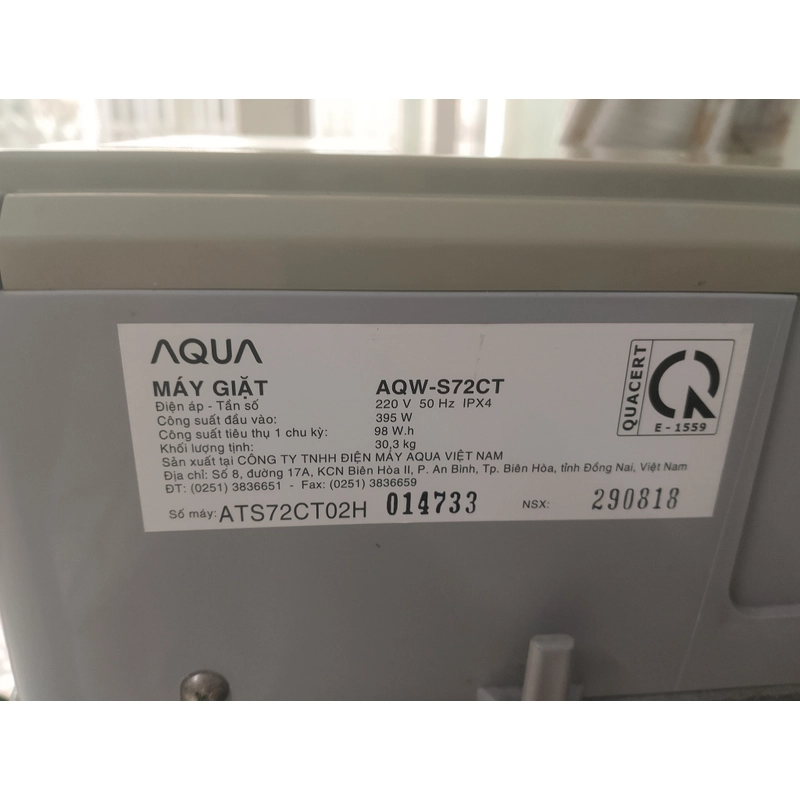 AQUA
MÁY GIẶT AQW-S72CT
Điện áp - Tần số 220 V 50 Hz IPX4
Công suất đầu vào: 395 W
Công suất tiêu thụ 1 chu kỳ: 98 W.h
Khối lượng tịnh: 30,3 kg
Sản xuất tại CÔNG TY TNHH ĐIỆN MÁY AQUA VIỆT NAM
Địa chỉ: Số 8, đường 17A, KCN Biên Hòa II, P. An Bình, Tp. Biên Hòa, tỉnh Đồng Nai, Việt Nam
ĐT: (0251) 3836651 - Fax: (0251) 3836659
Số máy: ATS72CT02H 014733 NSX: 290818
QUACERT
E - 1559